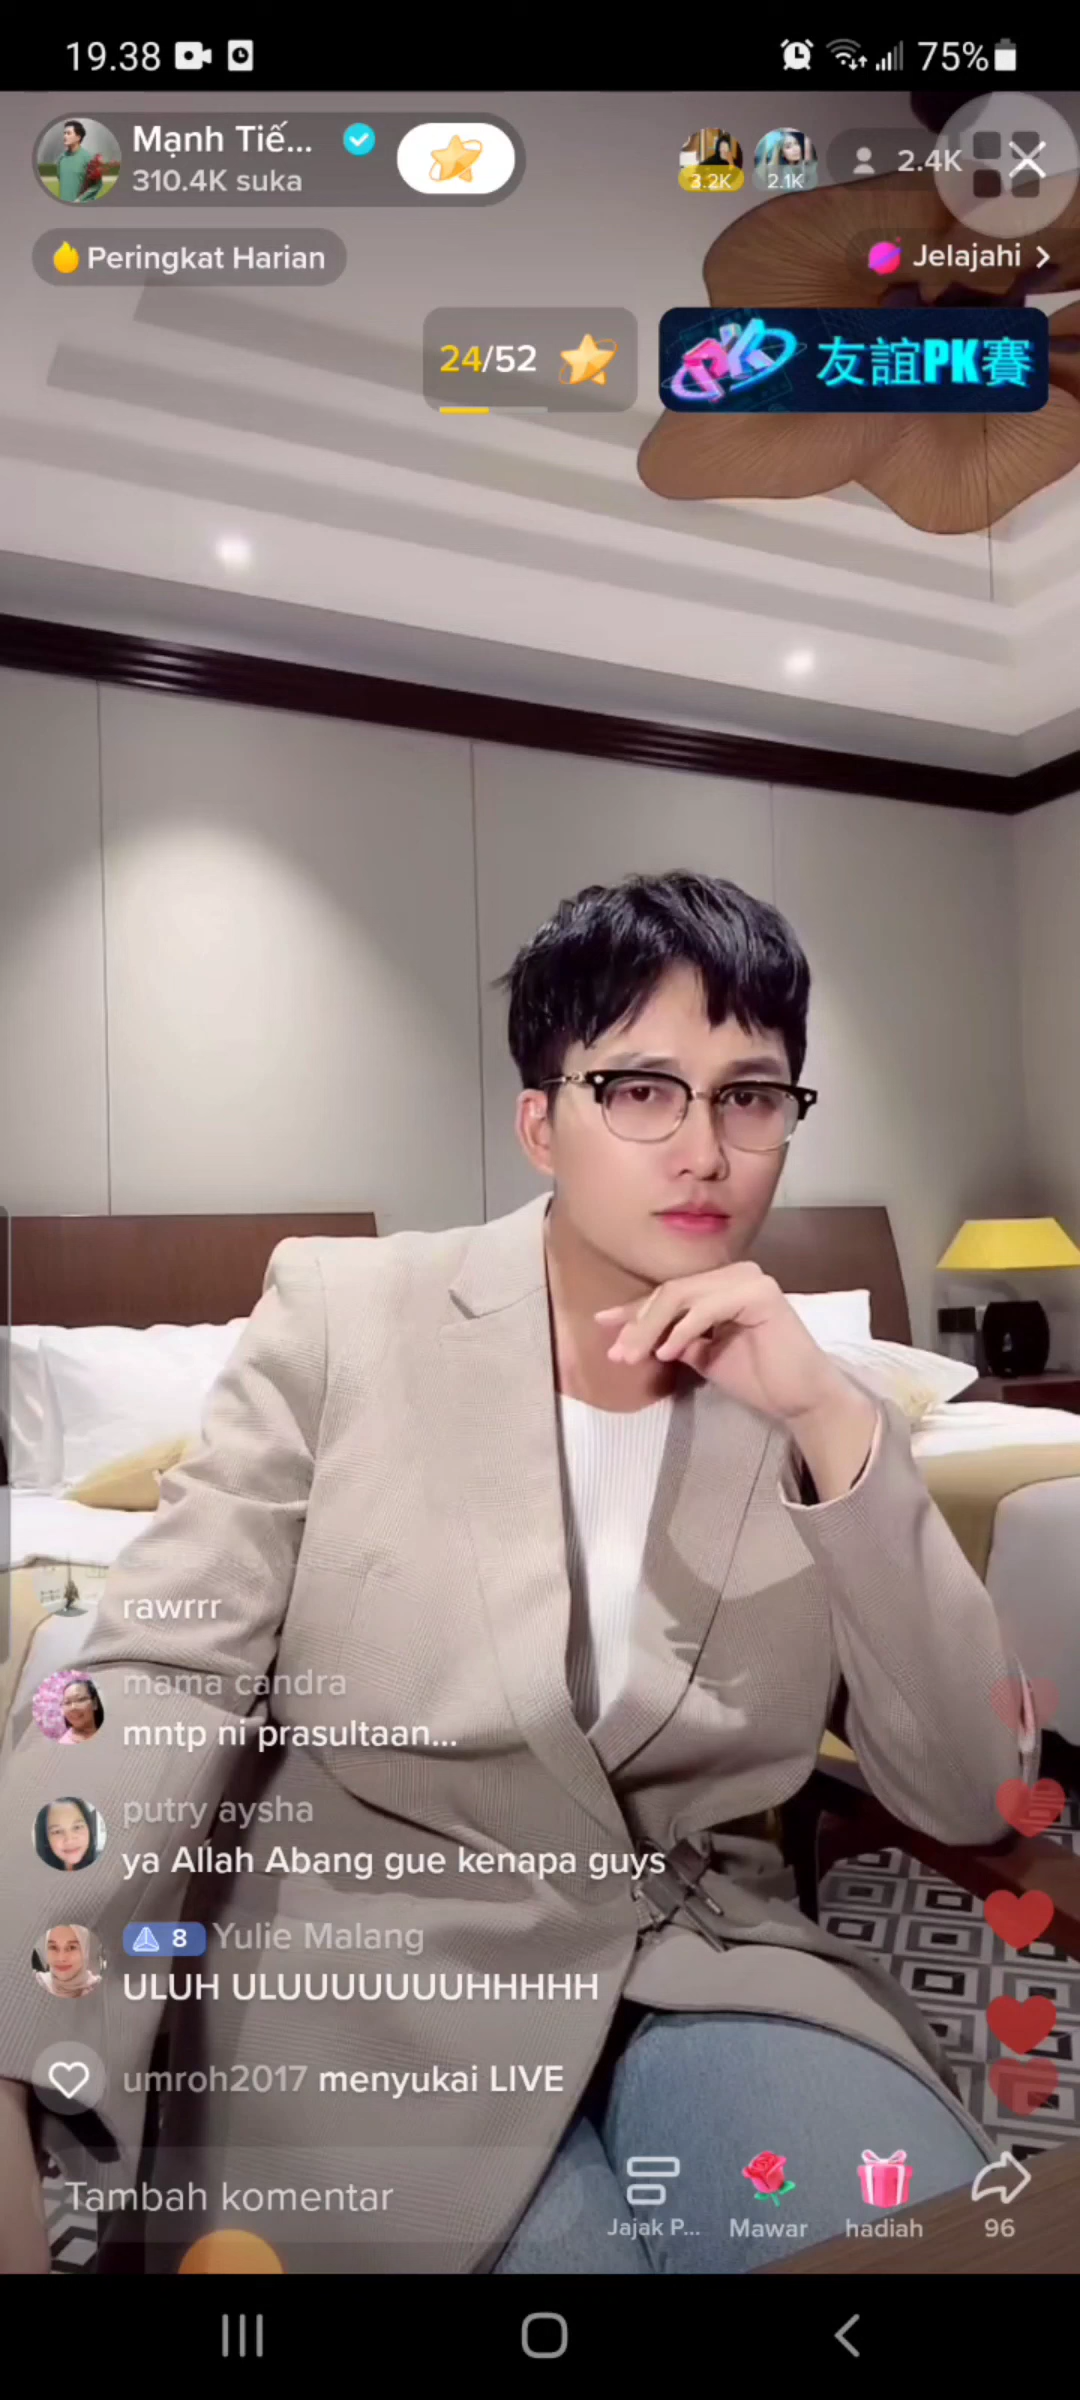 19.38
75%
Mạnh Tiế...
310.4K suka
3.2K
2.1K
2.4K
Peringkat Harian
Jelajahi >
24/52
PK
友誼PK賽
rawrrr
mama candra
mntp ni prasultaan...
putry aysha
ya Allah Abang gue kenapa guys
8 Yulie Malang
ULUH ULUUUUUUUHHHHH
umroh2017 menyukai LIVE
Tambah komentar
Jajak P...
Mawar
hadiah
96